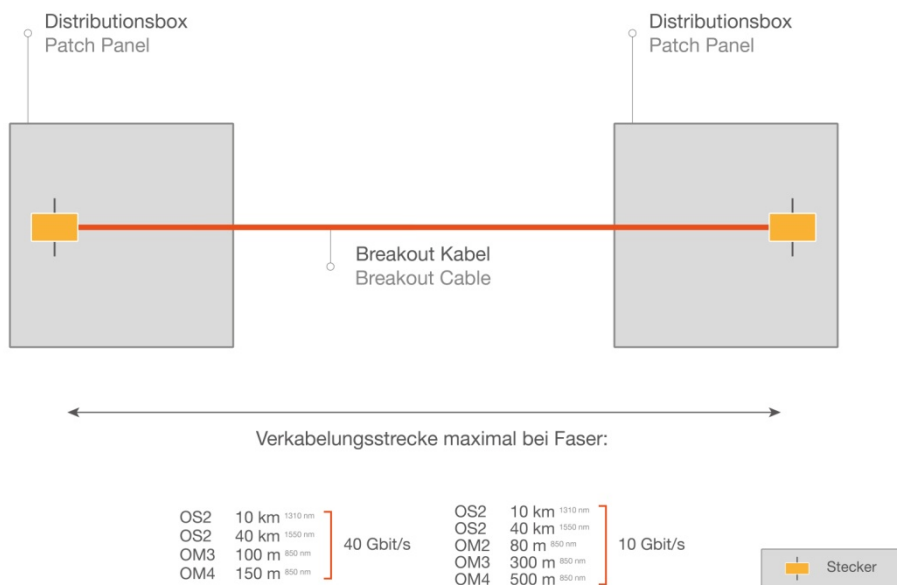 Distributionsbox
Patch Panel
Distributionsbox
Patch Panel
Breakout Kabel
Breakout Cable
Verkabelungsstrecke maximal bei Faser:
OS2 10 km 1310 nm
OS2 40 km 1550 nm
OM3 100 m 850 nm
OM4 150 m 850 nm
40 Gbit/s
OS2 10 km 1310 nm
OS2 40 km 1550 nm
OM2 80 m 850 nm
OM3 300 m 850 nm
OM4 500 m 850 nm
10 Gbit/s
Stecker